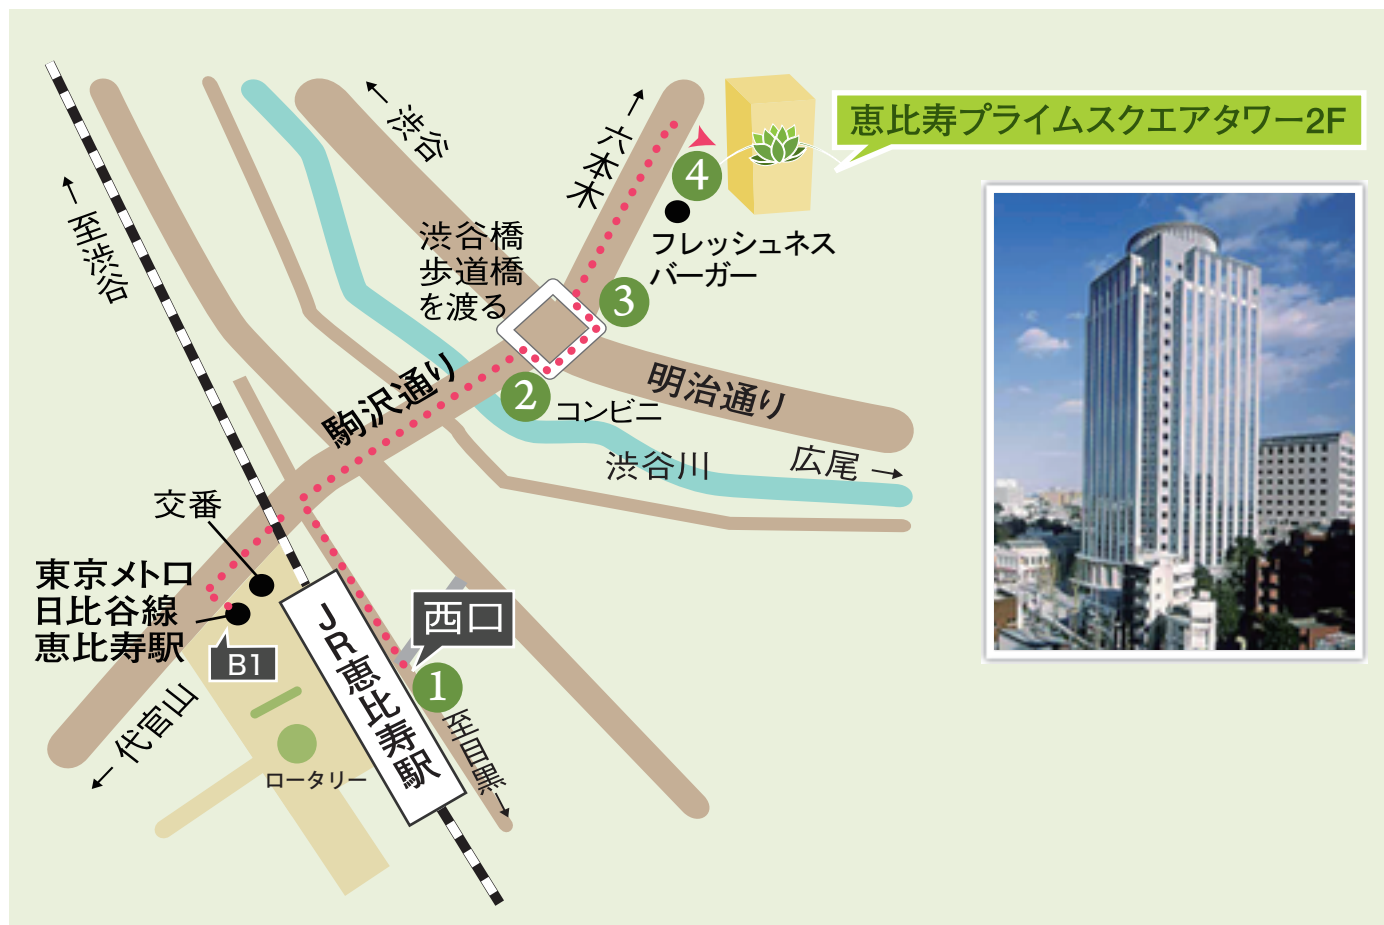 恵比寿プライムスクエアタワー2F
渋谷
六本木
4
至渋谷
渋谷橋
歩道橋
を渡る
フレッシュネス
バーガー
3
駒沢通り
2
コンビニ
明治通り
渋谷川
広尾
交番
東京メトロ
日比谷線
恵比寿駅
B1
西口
1
JR恵比寿駅
代官山
ロータリー
至目黒